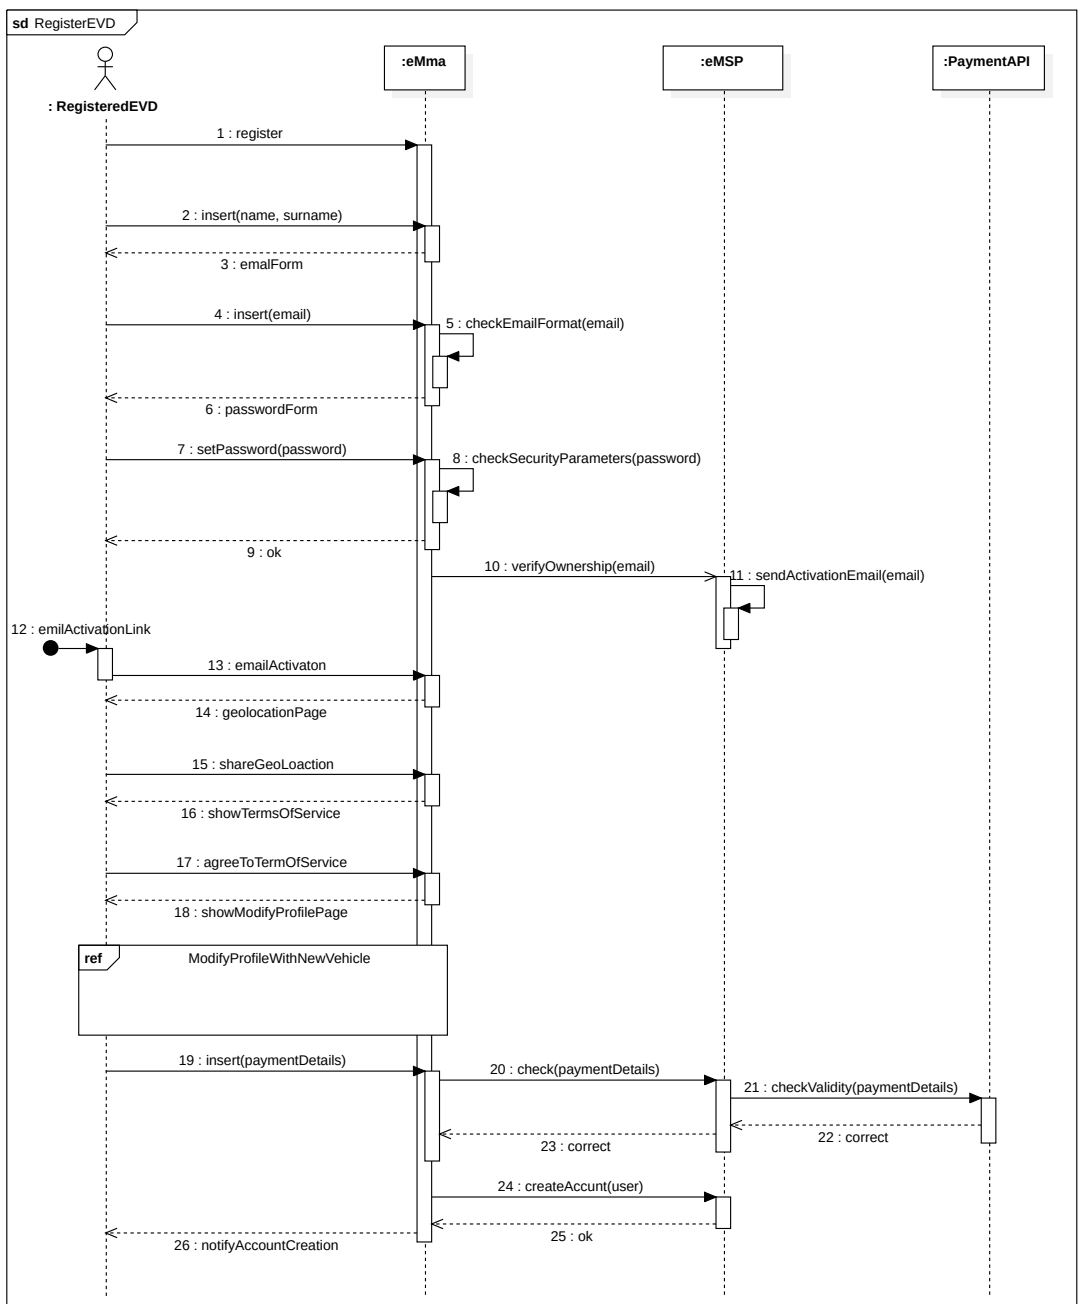 sd RegisterEVD
:eMma
:eMSP
:PaymentAPI
: RegisteredEVD
1 : register
2 : insert(name, surname)
3 : emalForm
4 : insert(email)
5 : checkEmailFormat(email)
6 : passwordForm
7 : setPassword(password)
8 : checkSecurityParameters(password)
9 : ok
10 : verifyOwnership(email)
11 : sendActivationEmail(email)
12 : emilActivationLink
13 : emailActivaton
14 : geolocationPage
15 : shareGeoLoaction
16 : showTermsOfService
17 : agreeToTermOfService
18 : showModifyProfilePage
ref
ModifyProfileWithNewVehicle
19 : insert(paymentDetails)
20 : check(paymentDetails)
21 : checkValidity(paymentDetails)
22 : correct
23 : correct
24 : createAccunt(user)
25 : ok
26 : notifyAccountCreation